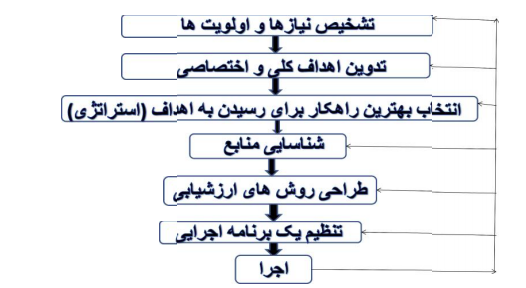 تشخیص نیازها و اولویت ها
تدوین اهداف کلی و اختصاصی
انتخاب بهترین راهکار برای رسیدن به اهداف (استراتژی)
شناسایی منابع
طراحی روش های ارزشیابی
تنظیم یک برنامه اجرایی
اجرا